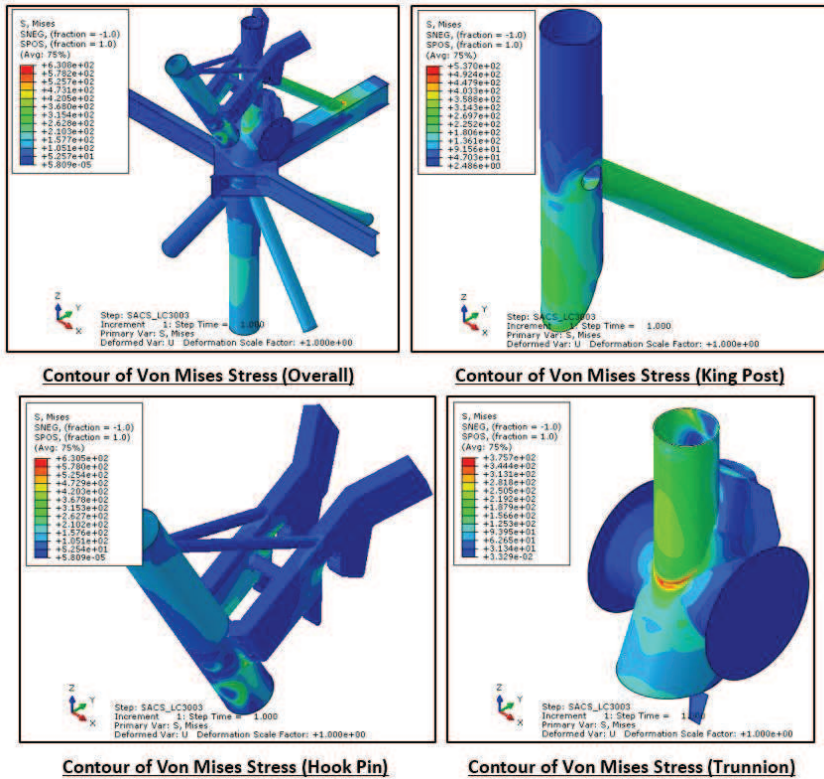 S, Mises
SNEG, (fraction = -1.0)
SPOS, (fraction = 1.0)
(Avg: 75%)
+6.308e+02
+5.782e+02
+5.257e+02
+4.731e+02
+4.205e+02
+3.680e+02
+3.154e+02
+2.628e+02
+2.103e+02
+1.577e+02
+1.051e+02
+5.257e+01
+5.809e-05
Z
Y
X
Step: SACS_LC3003
Increment 1: Step Time = 1.000
Primary Var: S, Mises
Deformed Var: U Deformation Scale Factor: +1.000e+00
Contour of Von Mises Stress (Overall)
S, Mises
SNEG, (fraction = -1.0)
SPOS, (fraction = 1.0)
(Avg: 75%)
+5.370e+02
+4.924e+02
+4.479e+02
+4.033e+02
+3.588e+02
+3.143e+02
+2.697e+02
+2.252e+02
+1.806e+02
+1.361e+02
+9.156e+01
+4.703e+01
+2.486e+00
Z
Y
X
Step: SACS_LC3003
Increment 1: Step Time = 1.000
Primary Var: S, Mises
Deformed Var: U Deformation Scale Factor: +1.000e+00
Contour of Von Mises Stress (King Post)
S, Mises
SNEG, (fraction = -1.0)
SPOS, (fraction = 1.0)
(Avg: 75%)
+6.305e+02
+5.780e+02
+5.254e+02
+4.729e+02
+4.203e+02
+3.678e+02
+3.153e+02
+2.627e+02
+2.102e+02
+1.576e+02
+1.051e+02
+5.254e+01
+5.809e-05
Z
Y
X
Step: SACS_LC3003
Increment 1: Step Time = 1.000
Primary Var: S, Mises
Deformed Var: U Deformation Scale Factor: +1.000e+00
Contour of Von Mises Stress (Hook Pin)
S, Mises
SNEG, (fraction = -1.0)
SPOS, (fraction = 1.0)
(Avg: 75%)
+3.757e+02
+3.444e+02
+3.131e+02
+2.818e+02
+2.505e+02
+2.192e+02
+1.879e+02
+1.566e+02
+1.253e+02
+9.395e+01
+6.265e+01
+3.134e+01
+3.329e-02
Z
Y
X
Step: SACS_LC3003
Increment 1: Step Time =
Primary Var: S, Mises
Deformed Var: U Deformation Scale Factor: +1.000e+00
Contour of Von Mises Stress (Trunnion)